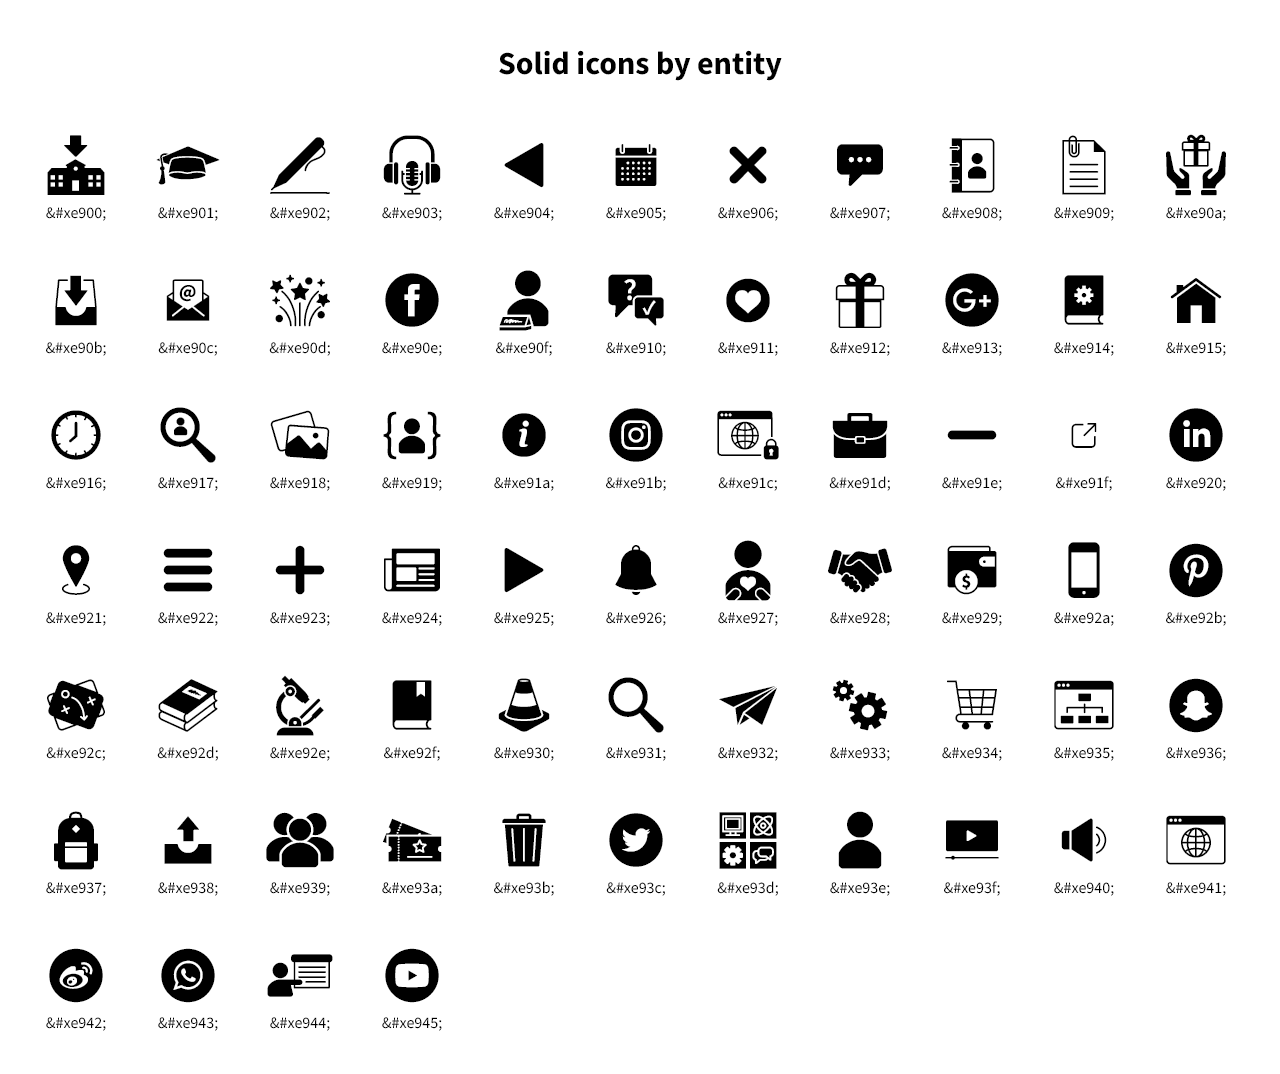 Solid icons by entity
&#xe900; &#xe901; &#xe902; &#xe903; &#xe904; &#xe905; &#xe906; &#xe907; &#xe908; &#xe909; &#xe90a;
&#xe90b; &#xe90c; &#xe90d; &#xe90e; &#xe90f; &#xe910; &#xe911; &#xe912; &#xe913; &#xe914; &#xe915;
&#xe916; &#xe917; &#xe918; &#xe919; &#xe91a; &#xe91b; &#xe91c; &#xe91d; &#xe91e; &#xe91f; &#xe920;
&#xe921; &#xe922; &#xe923; &#xe924; &#xe925; &#xe926; &#xe927; &#xe928; &#xe929; &#xe92a; &#xe92b;
&#xe92c; &#xe92d; &#xe92e; &#xe92f; &#xe930; &#xe931; &#xe932; &#xe933; &#xe934; &#xe935; &#xe936;
&#xe937; &#xe938; &#xe939; &#xe93a; &#xe93b; &#xe93c; &#xe93d; &#xe93e; &#xe93f; &#xe940; &#xe941;
&#xe942; &#xe943; &#xe944; &#xe945;